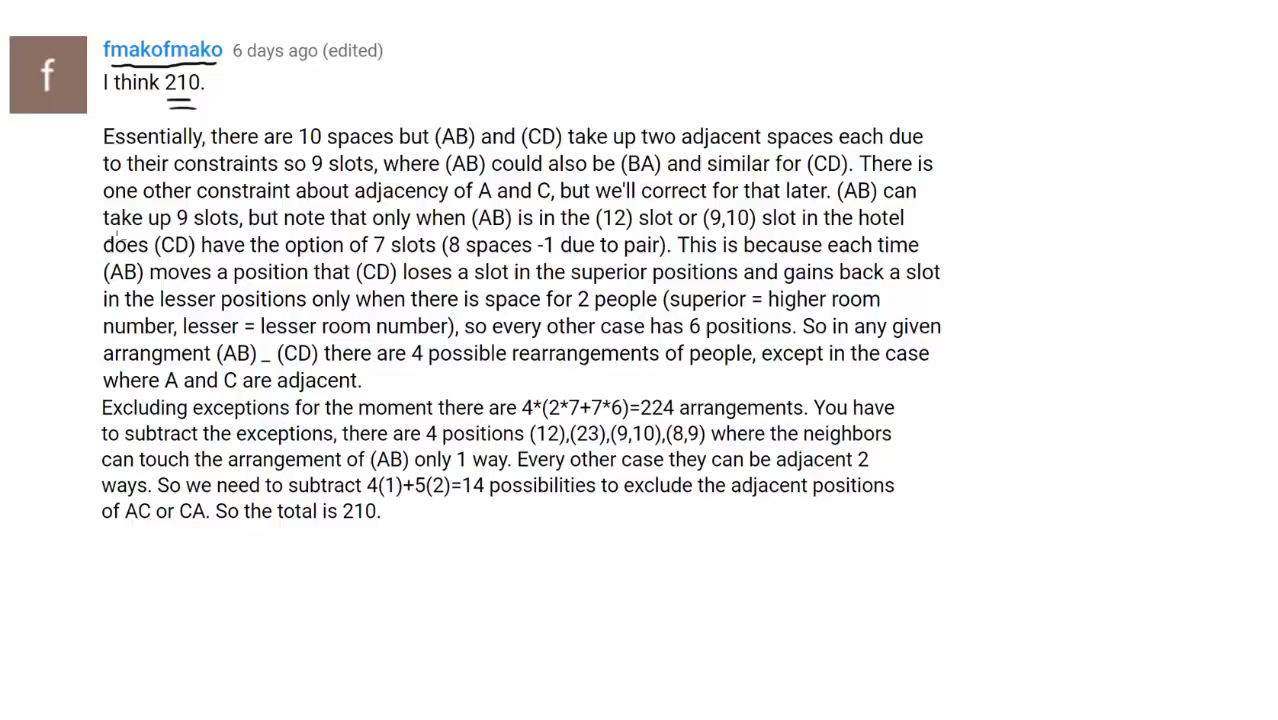 f
fmakofmako 6 days ago (edited)
I think 210.
Essentially, there are 10 spaces but (AB) and (CD) take up two adjacent spaces each due
to their constraints so 9 slots, where (AB) could also be (BA) and similar for (CD). There is
one other constraint about adjacency of A and C, but we'll correct for that later. (AB) can
take up 9 slots, but note that only when (AB) is in the (12) slot or (9,10) slot in the hotel
does (CD) have the option of 7 slots (8 spaces -1 due to pair). This is because each time
(AB) moves a position that (CD) loses a slot in the superior positions and gains back a slot
in the lesser positions only when there is space for 2 people (superior = higher room
number, lesser = lesser room number), so every other case has 6 positions. So in any given
arrangment (AB) _ (CD) there are 4 possible rearrangements of people, except in the case
where A and C are adjacent.
Excluding exceptions for the moment there are 4*(2*7+7*6)=224 arrangements. You have
to subtract the exceptions, there are 4 positions (12),(23),(9,10),(8,9) where the neighbors
can touch the arrangement of (AB) only 1 way. Every other case they can be adjacent 2
ways. So we need to subtract 4(1)+5(2)=14 possibilities to exclude the adjacent positions
of AC or CA. So the total is 210.